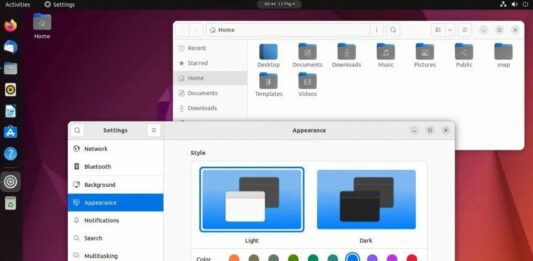 Activities
Settings
00:44 13 Thg 4
Home
Home
Recent
Starred
Home
Documents
Downloads
Desktop
Documents
Downloads
Music
Pictures
Public
snap
Templates
Videos
Settings
Appearance
Network
Bluetooth
Background
Appearance
Notifications
Search
Multitasking
Style
Light
Dark
Color